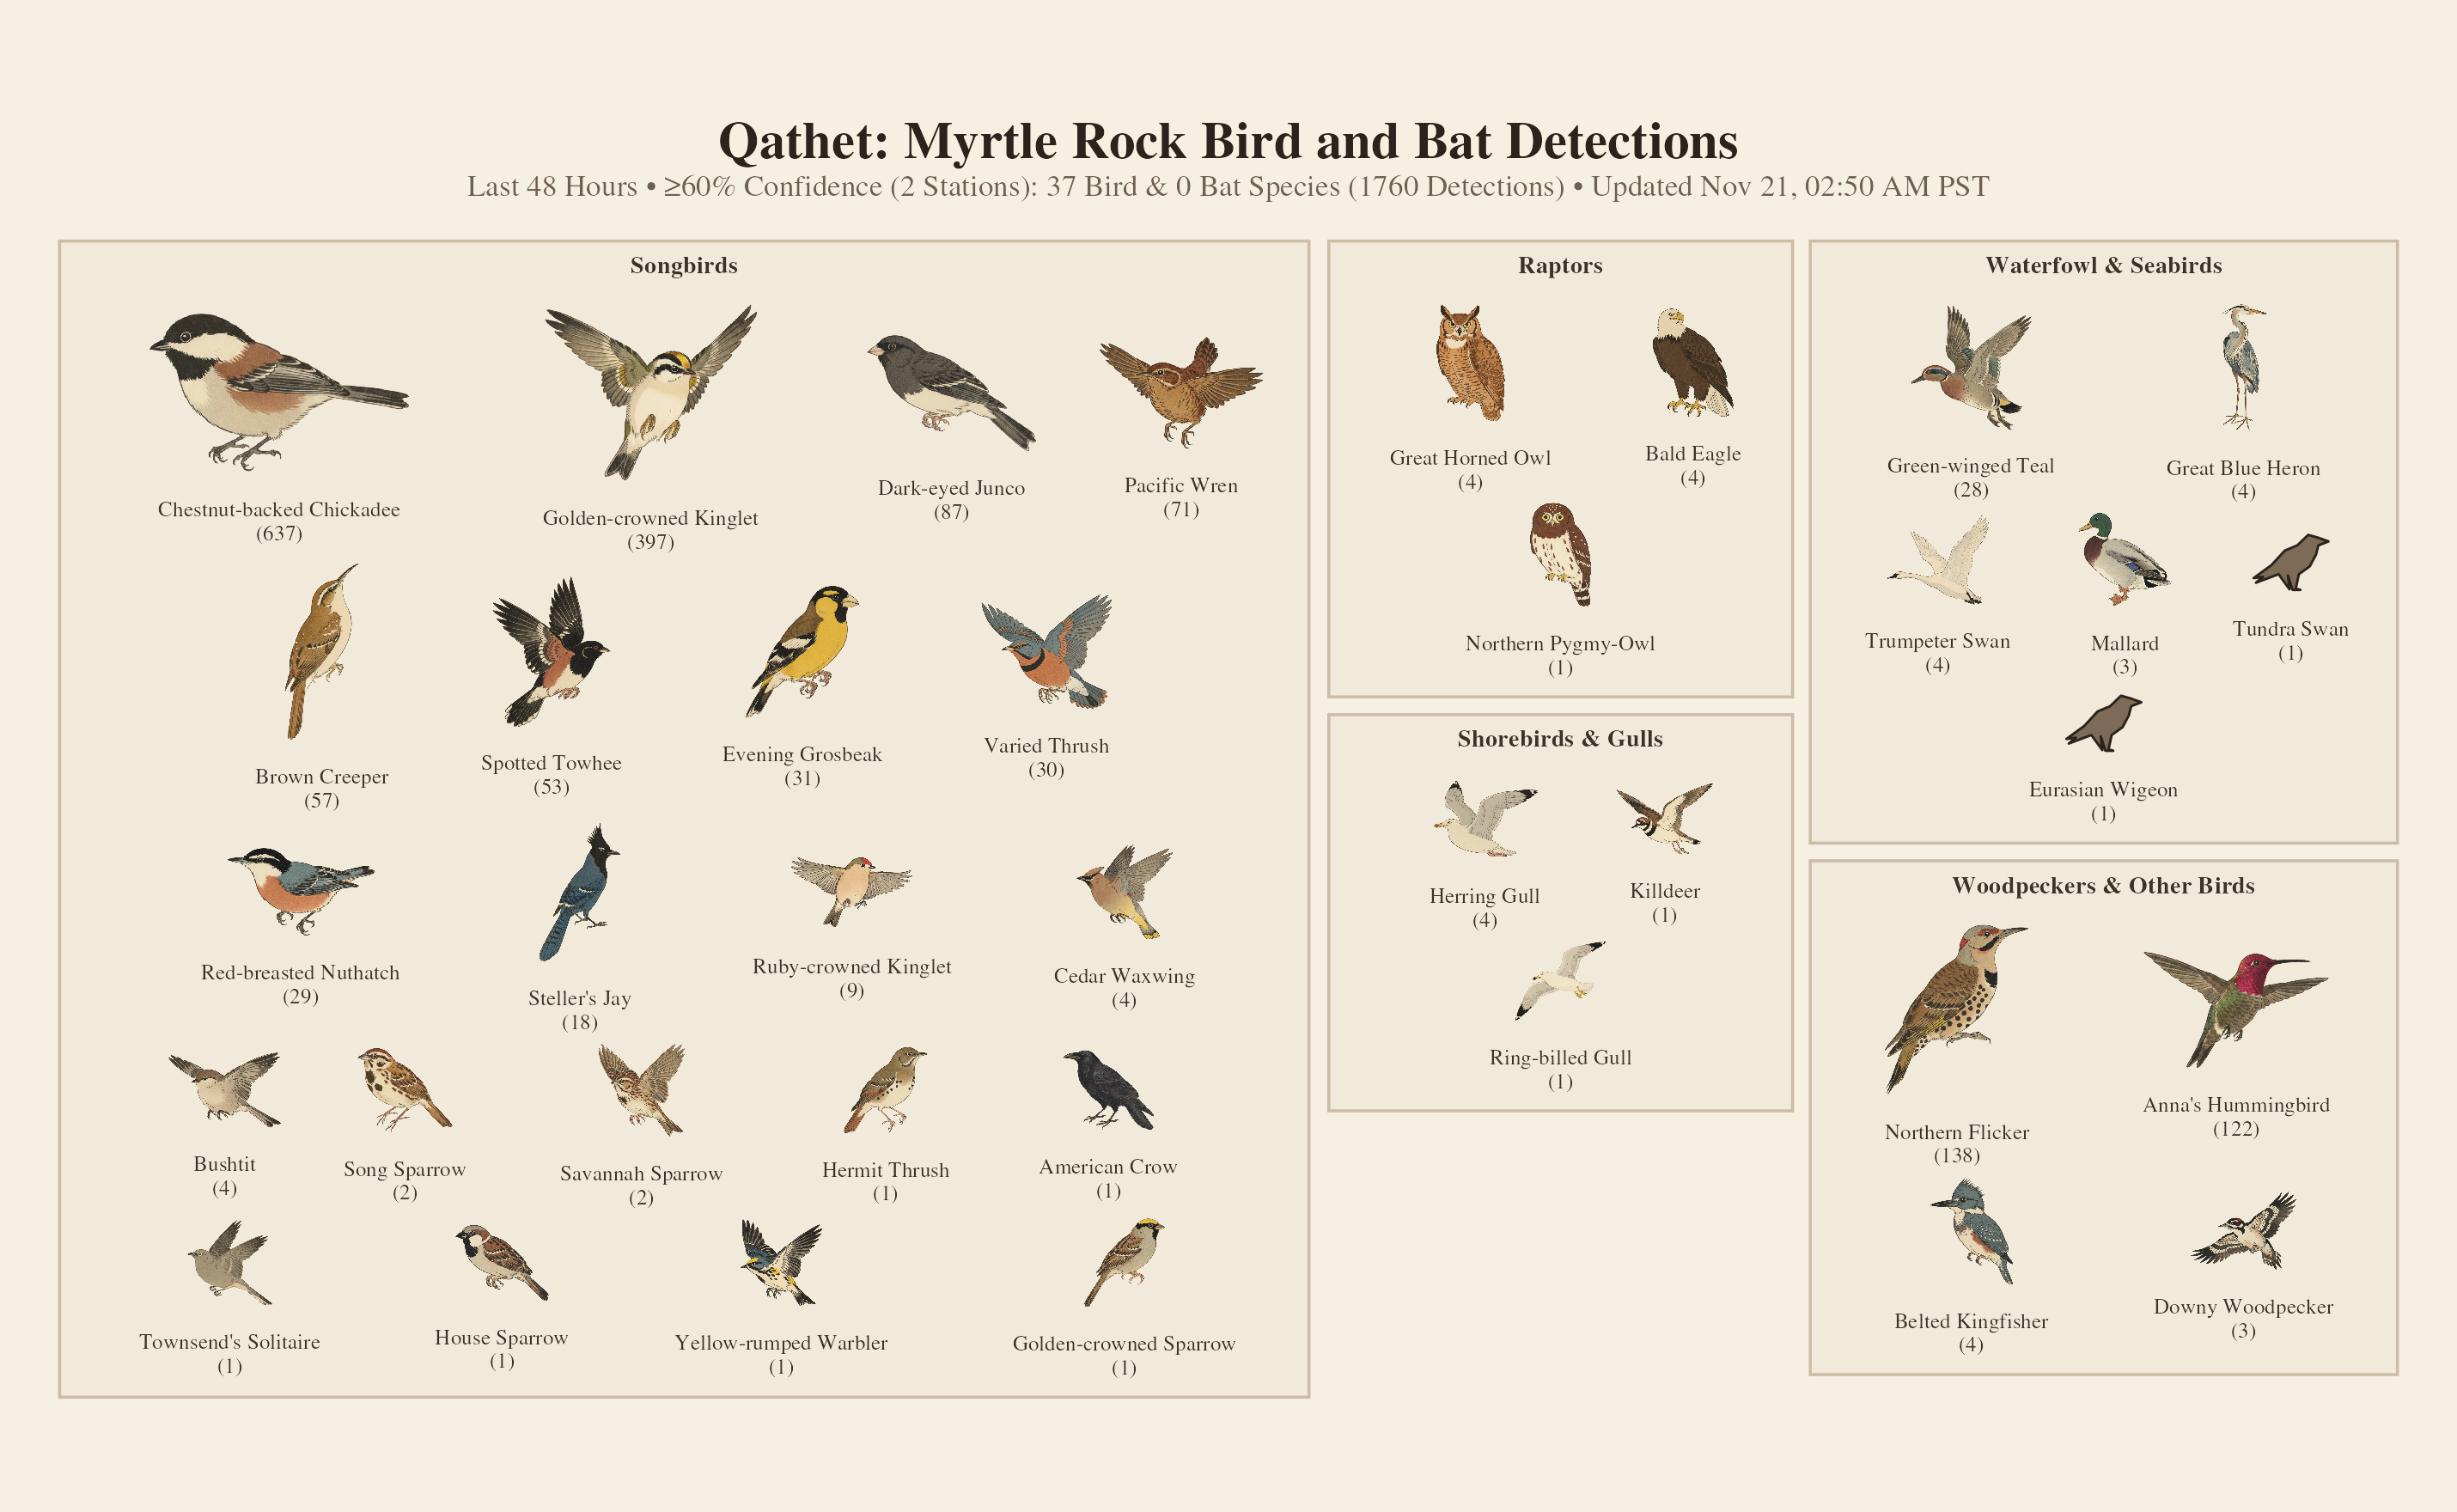 Qathet: Myrtle Rock Bird and Bat Detections
Last 48 Hours • ≥60% Confidence (2 Stations): 37 Bird & 0 Bat Species (1760 Detections) • Updated Nov 21, 02:50 AM PST
Songbirds
Chestnut-backed Chickadee
(637)
Golden-crowned Kinglet
(397)
Dark-eyed Junco
(87)
Pacific Wren
(71)
Brown Creeper
(57)
Spotted Towhee
(53)
Evening Grosbeak
(31)
Varied Thrush
(30)
Red-breasted Nuthatch
(29)
Steller's Jay
(18)
Ruby-crowned Kinglet
(9)
Cedar Waxwing
(4)
Bushtit
(4)
Song Sparrow
(2)
Savannah Sparrow
(2)
Hermit Thrush
(1)
American Crow
(1)
Townsend's Solitaire
(1)
House Sparrow
(1)
Yellow-rumped Warbler
(1)
Golden-crowned Sparrow
(1)
Raptors
Great Horned Owl
(4)
Bald Eagle
(4)
Northern Pygmy-Owl
(1)
Shorebirds & Gulls
Herring Gull
(4)
Killdeer
(1)
Ring-billed Gull
(1)
Waterfowl & Seabirds
Green-winged Teal
(28)
Great Blue Heron
(4)
Trumpeter Swan
(4)
Mallard
(3)
Tundra Swan
(1)
Eurasian Wigeon
(1)
Woodpeckers & Other Birds
Northern Flicker
(138)
Anna's Hummingbird
(122)
Belted Kingfisher
(4)
Downy Woodpecker
(3)